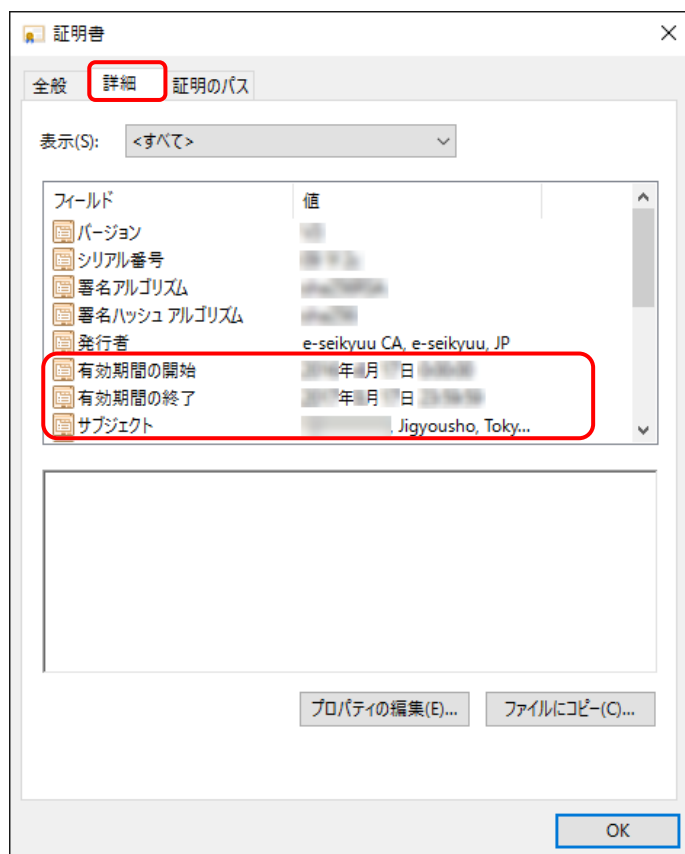 証明書
全般 詳細 証明のパス
表示(S): <すべて>
フィールド 値
バージョン
シリアル番号
署名アルゴリズム
署名ハッシュ アルゴリズム
発行者 e-seikyuu CA, e-seikyuu, JP
有効期間の開始 年 月 日
有効期間の終了 年 月 日
サブジェクト , Jigyousho, Toky...
プロパティの編集(E)... ファイルにコピー(C)...
OK